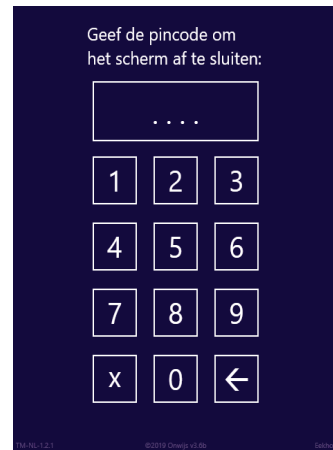 Geef de pincode om
het scherm af te sluiten:
....
1 2 3
4 5 6
7 8 9
x 0 ←
TM-NL-1.2.1 ©2019 Onwijs v3.6b